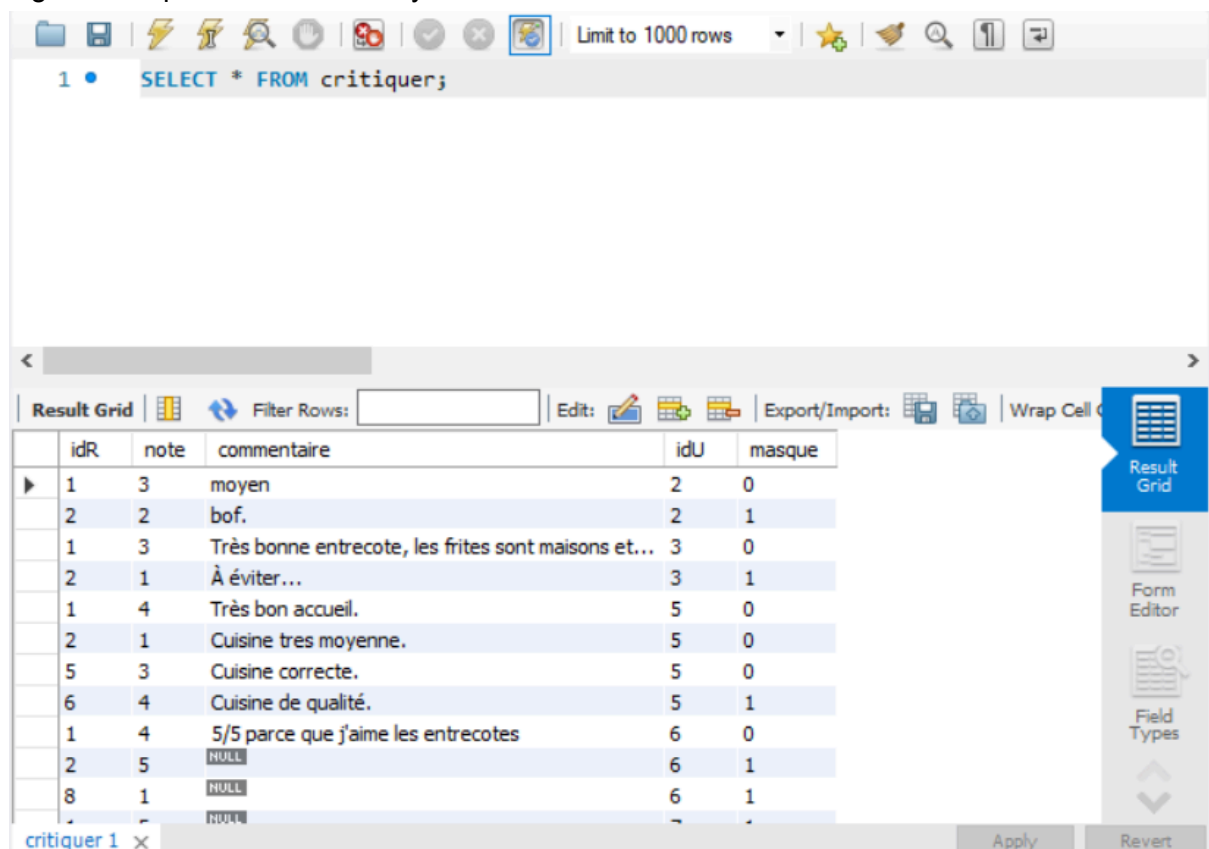 Limit to 1000 rows
1 SELECT * FROM critiquer;
Result Grid Filter Rows: Edit: Export/Import: Wrap Cell
idR note commentaire idU masque
1 3 moyen 2 0
2 2 bof. 2 1
1 3 Très bonne entrecote, les frites sont maisons et... 3 0
2 1 À éviter... 3 1
1 4 Très bon accueil. 5 0
2 1 Cuisine tres moyenne. 5 0
5 3 Cuisine correcte. 5 0
6 4 Cuisine de qualité. 5 1
1 4 5/5 parce que j'aime les entrecotes 6 0
2 5 NULL 6 1
8 1 NULL 6 1
NULL
Result
Grid
Form
Editor
Field
Types
critiquer 1 Apply Revert